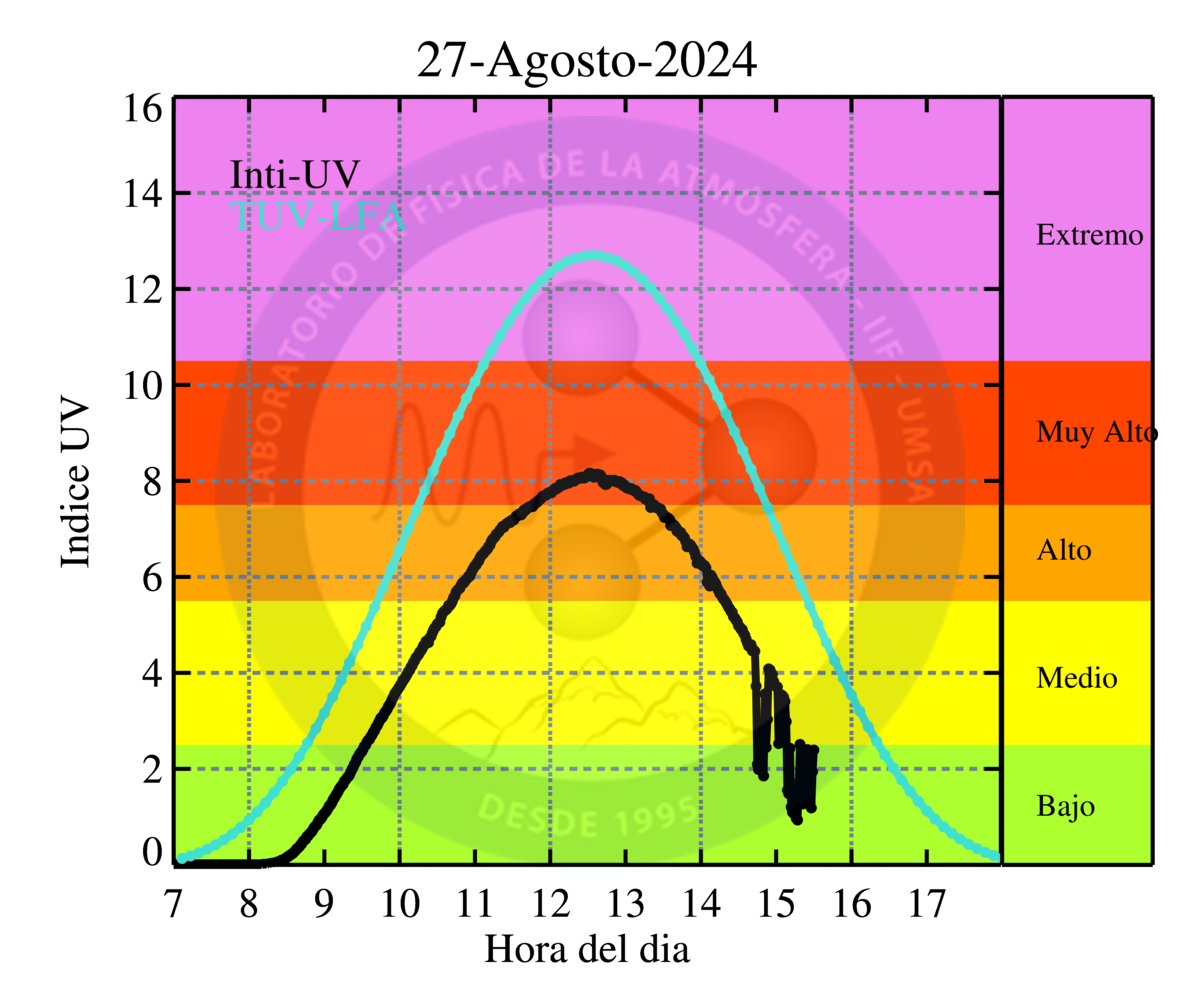 27-Agosto-2024
16
14
12
10
8
6
4
2
0
Indice UV
Inti-UV
TUV-LFA
LABORATORIO DE FÍSICA DE LA ATMÓSFERA - IIF - UMSA
DESDE 1995
Extremo
Muy Alto
Alto
Medio
Bajo
7 8 9 10 11 12 13 14 15 16 17
Hora del dia